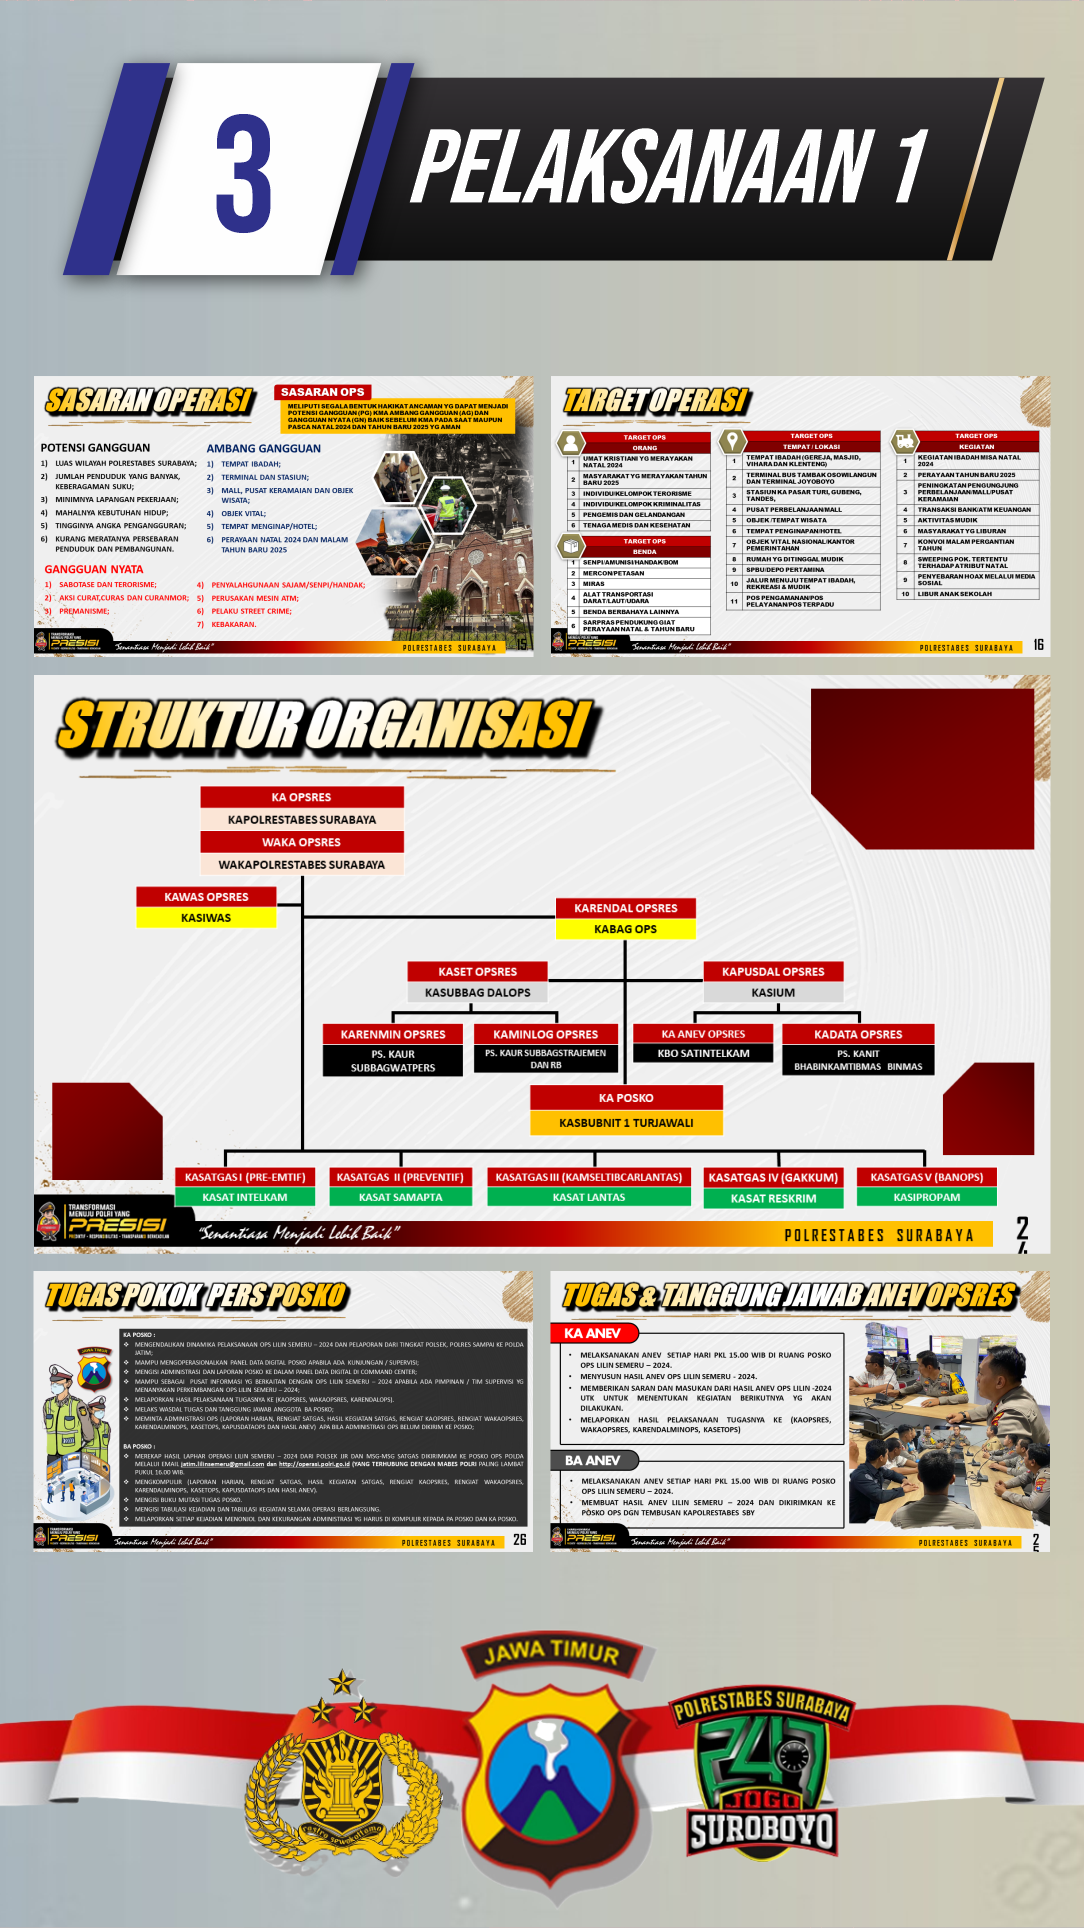 3
PELAKSANAAN 1
SASARAN OPERASI
SASARAN OPS
MELIPUTI SEGALA BENTUK HAKIKAT ANCAMAN YG DAPAT MENJADI
POTENSI GANGGUAN (PG) KMA AMBANG GANGGUAN (AG) DAN
GANGGUAN NYATA (GN) BAIK SEBELUM KMA PADA SAAT MAUPUN
PASCA NATAL 2024 DAN TAHUN BARU 2025 YG AMAN
POTENSI GANGGUAN
1) LUAS WILAYAH POLRESTABES SURABAYA;
2) JUMLAH PENDUDUK YANG BANYAK,
KEBERAGAMAN SUKU;
3) MINIMNYA LAPANGAN PEKERJAAN;
4) MAHALNYA KEBUTUHAN HIDUP;
5) TINGGINYA ANGKA PENGANGGURAN;
6) KURANG MERATANYA PERSEBARAN
PENDUDUK DAN PEMBANGUNAN.
AMBANG GANGGUAN
1) TEMPAT IBADAH;
2) TERMINAL DAN STASIUN;
3) MALL, PUSAT KERAMAIAN DAN OBJEK
WISATA;
4) OBJEK VITAL;
5) TEMPAT MENGINAP/HOTEL;
6) PERAYAAN NATAL 2024 DAN MALAM
TAHUN BARU 2025
GANGGUAN NYATA
1) SABOTASE DAN TERORISME;
2) AKSI CURAT,CURAS DAN CURANMOR;
3) PREMANISME;
4) PENYALAHGUNAAN SAJAM/SENPI/HANDAK;
5) PERUSAKAN MESIN ATM;
6) PELAKU STREET CRIME;
7) KEBAKARAN.
TRANSFORMASI
MENUJU POLRI YANG
PRESISI
"Senantiasa Menjadi Lebih Baik"
POLRESTABES SURABAYA
15
TARGET OPERASI
TARGET OPS
ORANG
1 UMAT KRISTIANI YG MERAYAKAN
NATAL 2024
2 MASYARAKAT YG MERAYAKAN TAHUN
BARU 2025
3 INDIVIDU/KELOMPOK TERORISME
4 INDIVIDU/KELOMPOK KRIMINALITAS
5 PENGEMIS DAN GELANDANGAN
6 TENAGA MEDIS DAN KESEHATAN
TARGET OPS
BENDA
1 SENPI/AMUNISI/HANDAK/BOM
2 MERCON/PETASAN
3 MIRAS
4 ALAT TRANSPORTASI
DARAT/LAUT/UDARA
5 BENDA BERBAHAYA LAINNYA
6 SARPRAS PENDUKUNG GIAT
PERAYAAN NATAL & TAHUN BARU
TARGET OPS
TEMPAT / LOKASI
1 TEMPAT IBADAH (GEREJA, MASJID,
VIHARA DAN KLENTENG)
2 TERMINAL BUS TAMBAK OSOWILANGUN
DAN TERMINAL JOYOBOYO
3 STASIUN KA PASAR TURI, GUBENG,
TANDES,
4 PUSAT PERBELANJAAN/MALL
5 OBJEK /TEMPAT WISATA
6 TEMPAT PENGINAPAN/HOTEL
7 OBJEK VITAL NASIONAL/KANTOR
PEMERINTAHAN
8 RUMAH YG DITINGGAL MUDIK
9 SPBU/DEPO PERTAMINA
10 JALUR MENUJU TEMPAT IBADAH,
REKREASI & MUDIK
11 POS PENGAMANAN/POS
PELAYANAN/POS TERPADU
TARGET OPS
KEGIATAN
1 KEGIATAN IBADAH MISA NATAL
2024
2 PERAYAAN TAHUN BARU 2025
3 PENINGKATAN PENGUNGJUNG
PERBELANJAAN/MALL/PUSAT
KERAMAIAN
4 TRANSAKSI BANK/ATM KEUANGAN
5 AKTIVITAS MUDIK
6 MASYARAKAT YG LIBURAN
7 KONVOI MALAM PERGANTIAN
TAHUN
8 SWEEPING POK. TERTENTU
TERHADAP ATRIBUT NATAL
9 PENYEBARAN HOAX MELALUI MEDIA
SOSIAL
10 LIBUR ANAK SEKOLAH
TRANSFORMASI
MENUJU POLRI YANG
PRESISI
"Senantiasa Menjadi Lebih Baik"
POLRESTABES SURABAYA
16
STRUKTUR ORGANISASI
KA OPSRES
KAPOLRESTABES SURABAYA
WAKA OPSRES
WAKAPOLRESTABES SURABAYA
KAWAS OPSRES
KASIWAS
KARENDAL OPSRES
KABAG OPS
KASET OPSRES
KASUBBAG DALOPS
KAPUSDAL OPSRES
KASIUM
KARENMIN OPSRES
PS. KAUR
SUBBAGWATPERS
KAMINLOG OPSRES
PS. KAUR SUBBAGSTRAJEMEN
DAN RB
KA ANEV OPSRES
KBO SATINTELKAM
KADATA OPSRES
PS. KANIT
BHABINKAMTIBMAS BINMAS
KA POSKO
KASBUBNIT 1 TURJAWALI
KASATGAS I (PRE-EMTIF)
KASAT INTELKAM
KASATGAS II (PREVENTIF)
KASAT SAMAPTA
KASATGAS III (KAMSELTIBCARLANTAS)
KASAT LANTAS
KASATGAS IV (GAKKUM)
KASAT RESKRIM
KASATGAS V (BANOPS)
KASIPROPAM
TRANSFORMASI
MENUJU POLRI YANG
PRESISI
PREDIKTIF - RESPONSIBILITAS - TRANSPARANSI BERKEADILAN
"Senantiasa Menjadi Lebih Baik"
POLRESTABES SURABAYA
2
TUGAS POKOK PERS POSKO
JAWA TIMUR
KA POSKO :
❖ MENGENDALIKAN DINAMIKA PELAKSANAAN OPS LILIN SEMERU – 2024 DAN PELAPORAN DARI TINGKAT POLSEK, POLRES SAMPAI KE POLDA
JATIM;
❖ MAMPU MENGOPERASIONALKAN PANEL DATA DIGITAL POSKO APABILA ADA KUNJUNGAN / SUPERVISI;
❖ MENGISI ADMINISTRASI DAN LAPORAN POSKO KE DALAM PANEL DATA DIGITAL DI COMMAND CENTER;
❖ MAMPU SEBAGAI PUSAT INFORMASI YG BERKAITAN DENGAN OPS LILIN SEMERU – 2024 APABILA ADA PIMPINAN / TIM SUPERVISI YG
MENANYAKAN PERKEMBANGAN OPS LILIN SEMERU – 2024;
❖ MELAPORKAN HASIL PELAKSANAAN TUGASNYA KE (KAOPSRES, WAKAOPSRES, KARENDALOPS).
❖ MELAKS WASDAL TUGAS DAN TANGGUNG JAWAB ANGGOTA BA POSKO;
❖ MEMINTA ADMINISTRASI OPS (LAPORAN HARIAN, RENGIAT SATGAS, HASIL KEGIATAN SATGAS, RENGIAT KAOPSRES, RENGIAT WAKAOPSRES,
KARENDALMINOPS, KASETOPS, KAPUSDATAOPS DAN HASIL ANEV) APA BILA ADMINISTRASI OPS BELUM DIKIRIM KE POSKO;
BA POSKO :
❖ MEREKAP HASIL LAPHAR OPERASI LILIN SEMERU – 2024 DARI POLSEK JJR DAN MSG-MSG SATGAS DIKIRIMKAM KE POSKO OPS POLDA
MELALUI EMAIL jatim.lilinsemeru@gmail.com dan http://operasi.polri.go.id (YANG TERHUBUNG DENGAN MABES POLRI PALING LAMBAT
PUKUL 16.00 WIB.
❖ MENGKOMPULIR (LAPORAN HARIAN, RENGIAT SATGAS, HASIL KEGIATAN SATGAS, RENGIAT KAOPSRES, RENGIAT WAKAOPSRES,
KARENDALMINOPS, KASETOPS, KAPUSDATAOPS DAN HASIL ANEV).
❖ MENGISI BUKU MUTASI TUGAS POSKO.
❖ MENGISI TABULASI KEJADIAN DAN TABULASI KEGIATAN SELAMA OPERASI BERLANGSUNG.
❖ MELAPORKAN SETIAP KEJADIAN MENONJOL DAN KEKURANGAN ADMINISTRASI YG HARUS DI KOMPULIR KEPADA PA POSKO DAN KA POSKO.
TRANSFORMASI
MENUJU POLRI YANG
PRESISI
"Senantiasa Menjadi Lebih Baik"
POLRESTABES SURABAYA
26
TUGAS & TANGGUNG JAWAB ANEV OPSRES
KA ANEV
• MELAKSANAKAN ANEV SETIAP HARI PKL 15.00 WIB DI RUANG POSKO
OPS LILIN SEMERU – 2024.
• MENYUSUN HASIL ANEV OPS LILIN SEMERU - 2024.
• MEMBERIKAN SARAN DAN MASUKAN DARI HASIL ANEV OPS LILIN -2024
UTK UNTUK MENENTUKAN KEGIATAN BERIKUTNYA YG AKAN
DILAKUKAN.
• MELAPORKAN HASIL PELAKSANAAN TUGASNYA KE (KAOPSRES,
WAKAOPSRES, KARENDALMINOPS, KASETOPS)
BA ANEV
• MELAKSANAKAN ANEV SETIAP HARI PKL 15.00 WIB DI RUANG POSKO
OPS LILIN SEMERU – 2024.
• MEMBUAT HASIL ANEV LILIN SEMERU – 2024 DAN DIKIRIMKAN KE
POSKO OPS DGN TEMBUSAN KAPOLRESTABES SBY
TRANSFORMASI
MENUJU POLRI YANG
PRESISI
"Senantiasa Menjadi Lebih Baik"
POLRESTABES SURABAYA
2
JAWA TIMUR
rastra sewakottama
POLRESTABES SURABAYA
247
JOGO
SUROBOYO